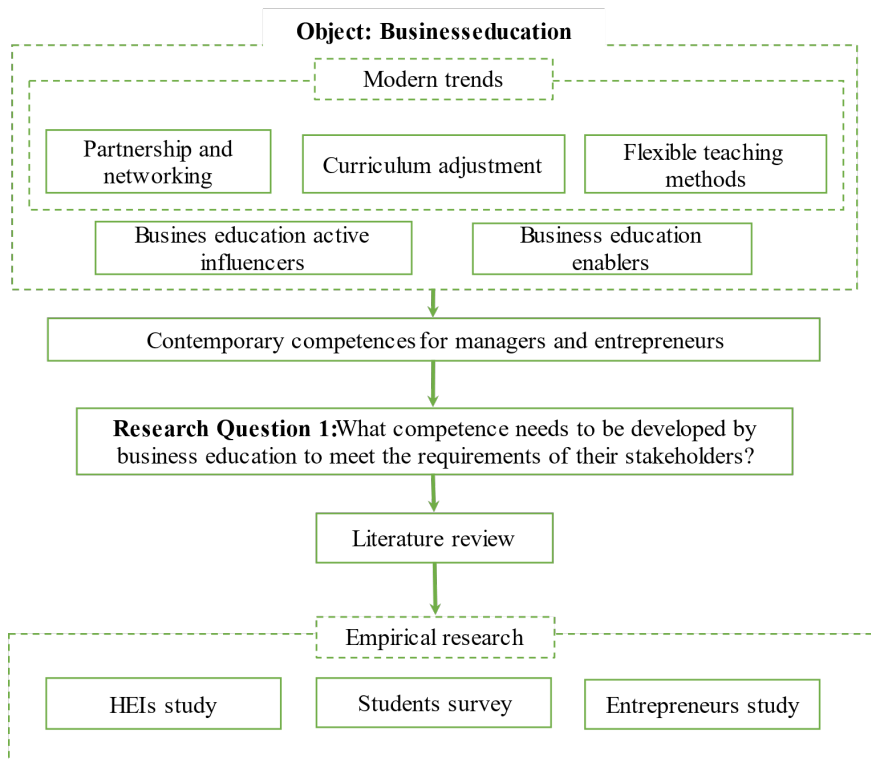 Object: Businesseducation
Modern trends
Partnership and
networking
Curriculum adjustment
Flexible teaching
methods
Busines education active
influencers
Business education
enablers
Contemporary competences for managers and entrepreneurs
Research Question 1:What competence needs to be developed by
business education to meet the requirements of their stakeholders?
Literature review
Empirical research
HEIs study
Students survey
Entrepreneurs study